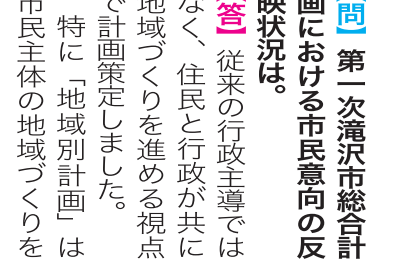 問】第一次滝沢市総合計
画における市民意向の反
映状況は。
答】従来の行政主導では
なく、住民と行政が共に
地域づくりを進める視点
で計画策定しました。
特に「地域別計画」は
市民主体の地域づくりを